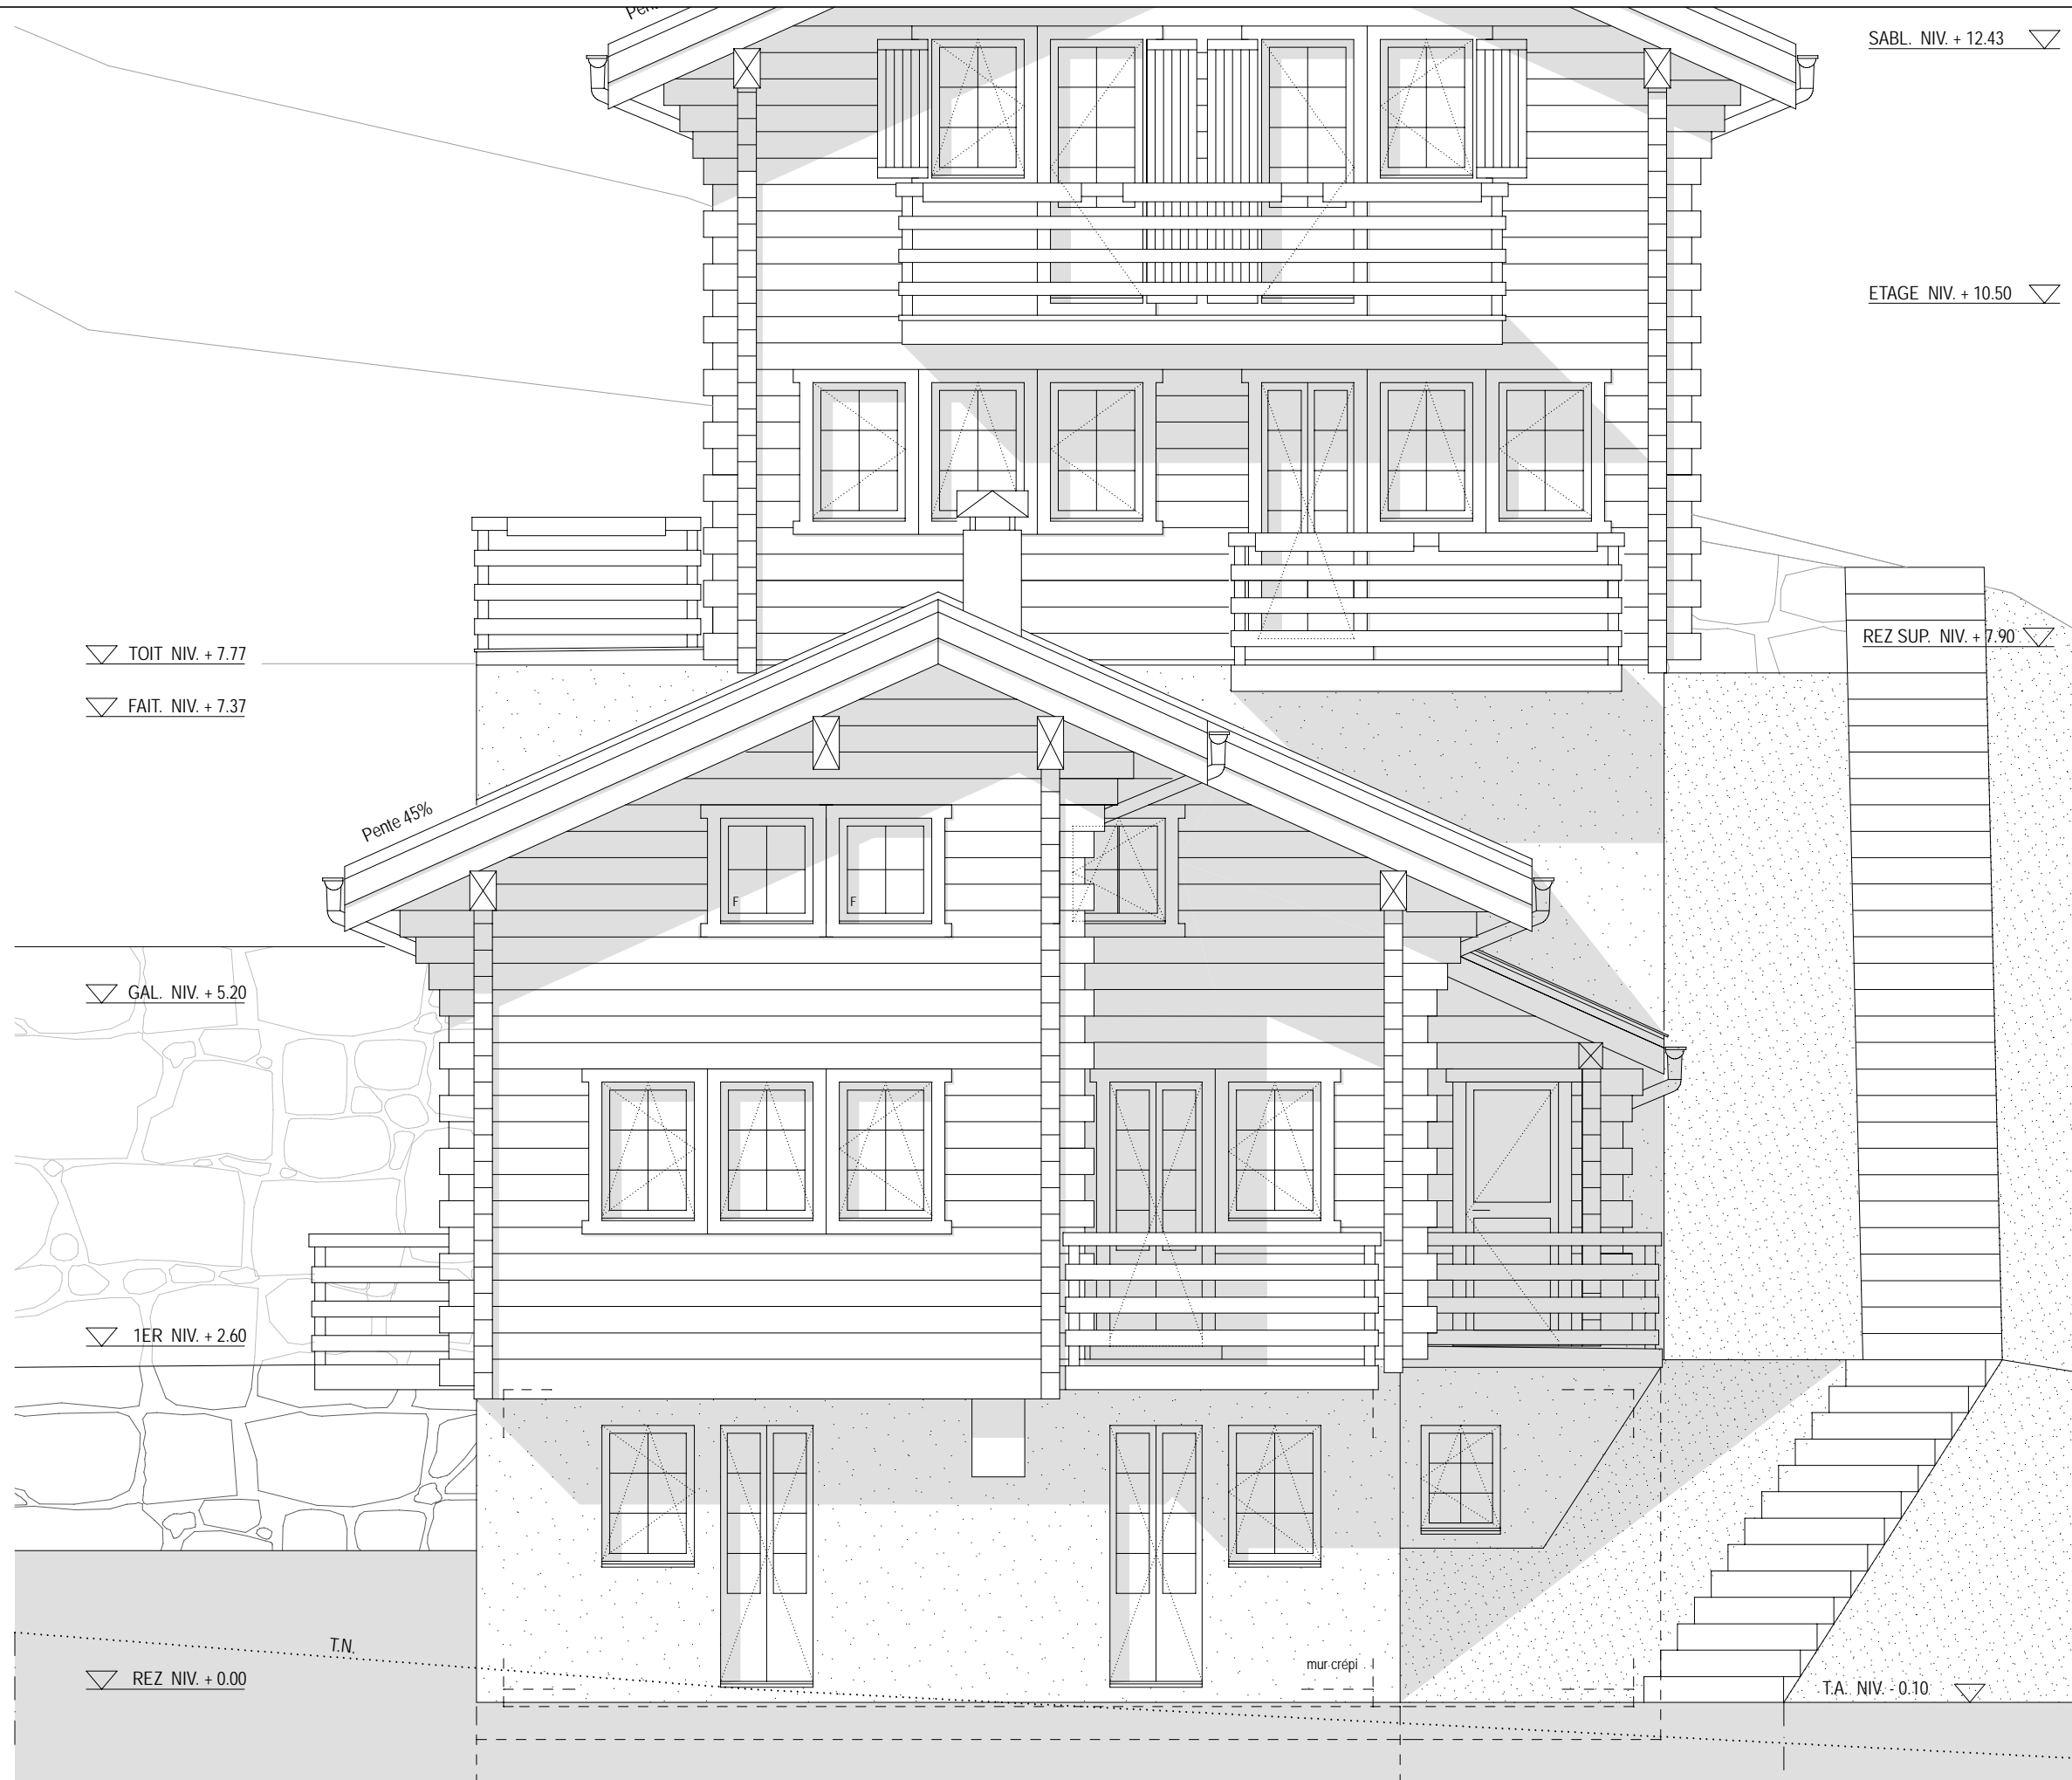 SABL. NIV. + 12.43
ETAGE NIV. + 10.50
REZ SUP. NIV. + 7.90
TOIT NIV. + 7.77
FAIT. NIV. + 7.37
Pente 45%
F F
GAL. NIV. + 5.20
1ER NIV. + 2.60
T.N.
mur crépi
REZ NIV. + 0.00
T.A. NIV. - 0.10